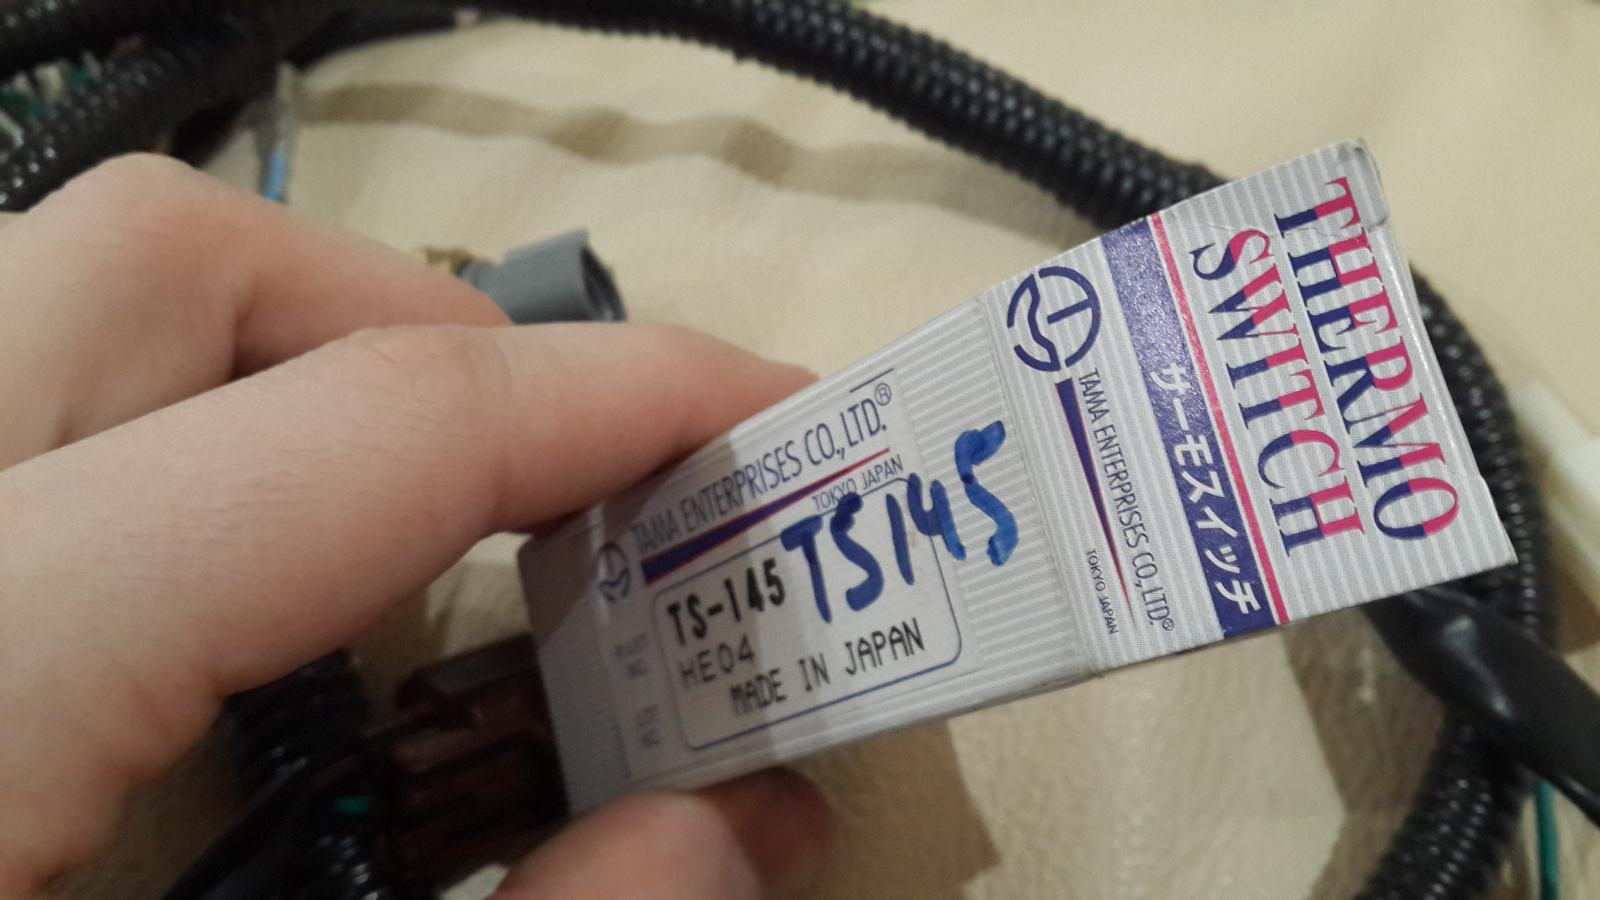 THERMO
SWITCH
サーモスイッチ
TAMA ENTERPRISES CO.,LTD.®
TOKYO JAPAN
TAMA ENTERPRISES CO.,LTD.®
TOKYO JAPAN
TS-145
TS145
HE04
MADE IN JAPAN